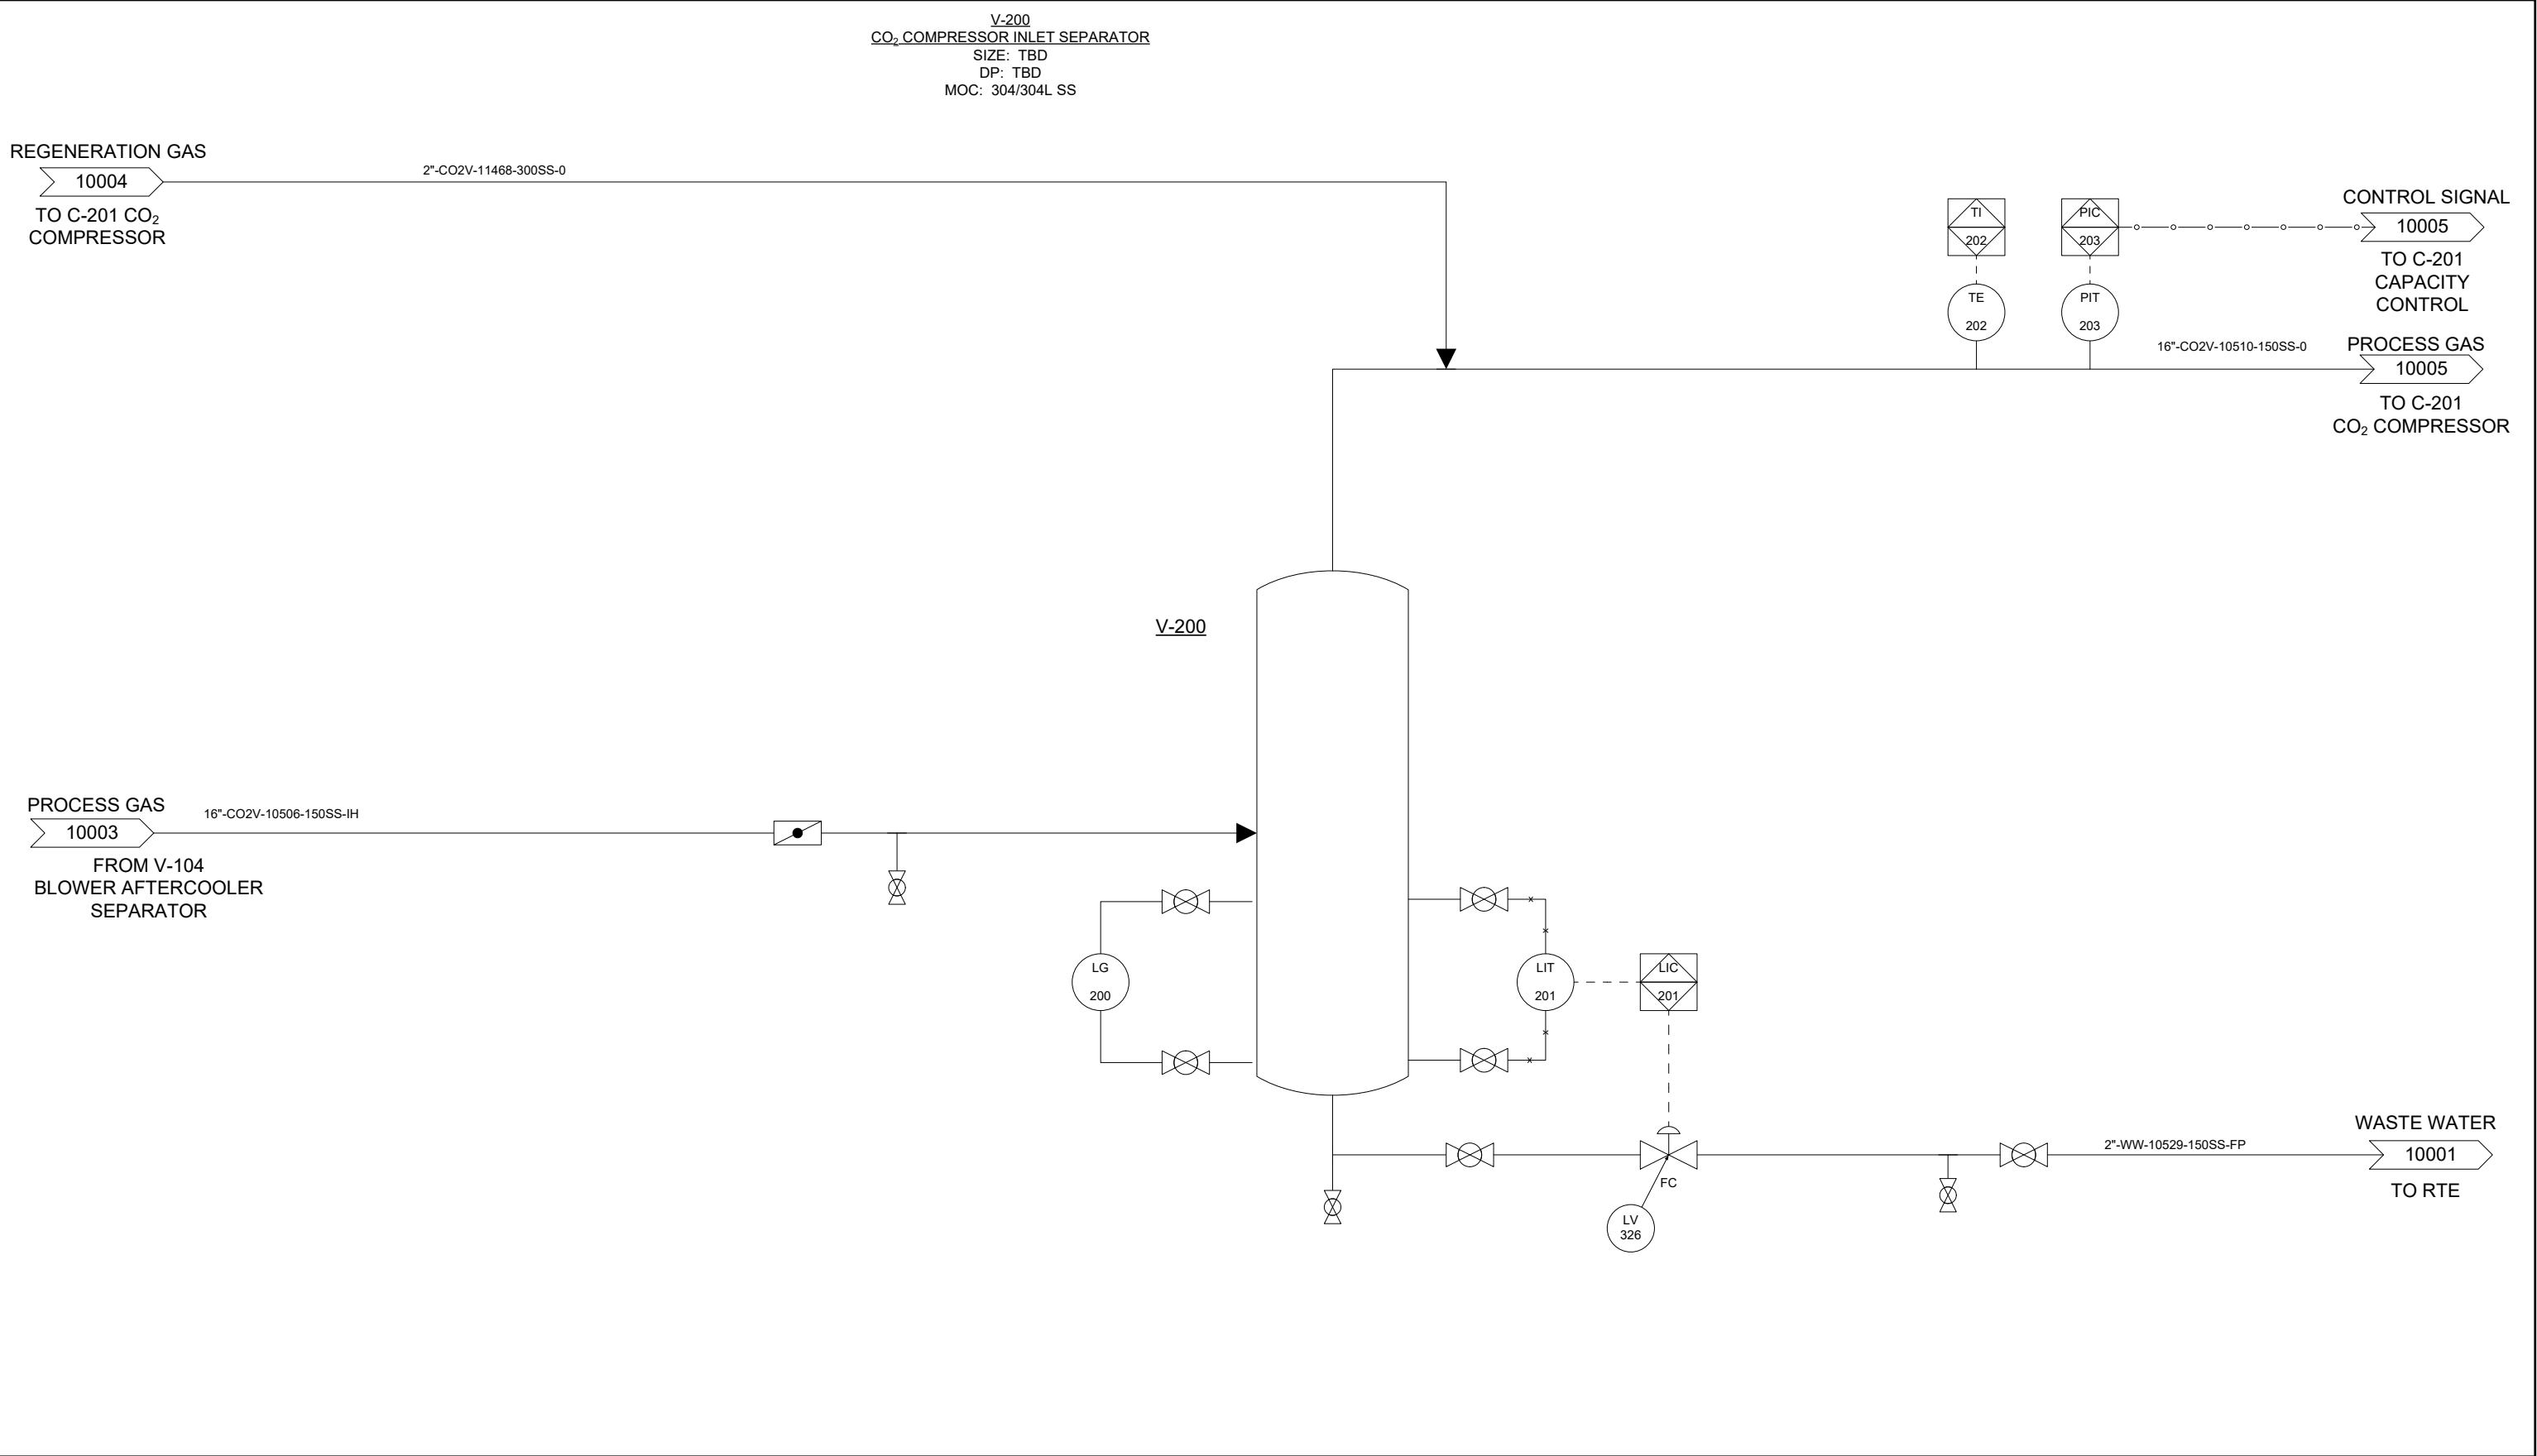 V-200
CO₂ COMPRESSOR INLET SEPARATOR
SIZE: TBD
DP: TBD
MOC: 304/304L SS
REGENERATION GAS
10004
TO C-201 CO₂
COMPRESSOR
2"-CO2V-11468-300SS-0
TI
202
PIC
203
CONTROL SIGNAL
10005
TO C-201
CAPACITY
CONTROL
TE
202
PIT
203
16"-CO2V-10510-150SS-0
PROCESS GAS
10005
TO C-201
CO₂ COMPRESSOR
V-200
PROCESS GAS
10003
FROM V-104
BLOWER AFTERCOOLER
SEPARATOR
16"-CO2V-10506-150SS-IH
LG
200
LIT
201
LIC
201
FC
LV
326
2"-WW-10529-150SS-FP
WASTE WATER
10001
TO RTE